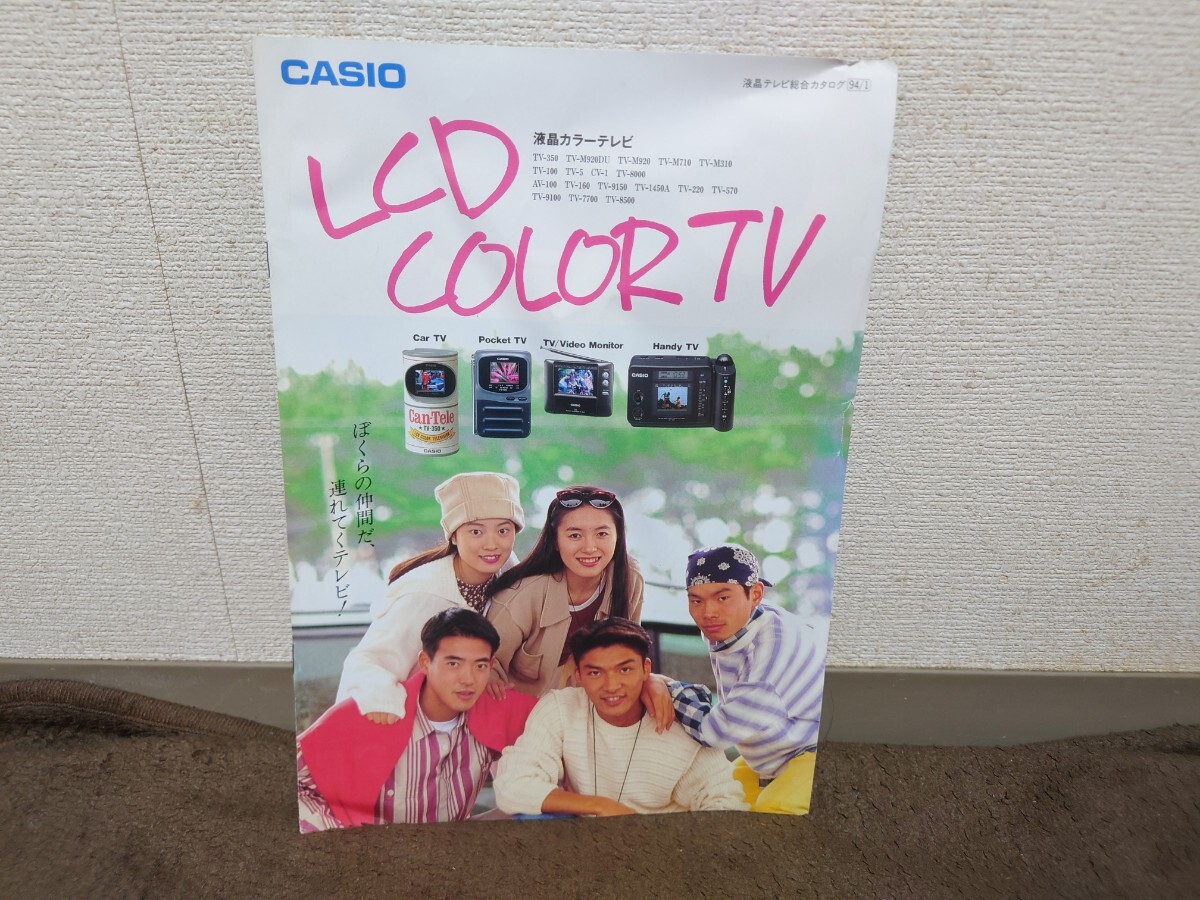 CASIO
液晶テレビ総合カタログ 94/1
LCD
COLOR TV
液晶カラーテレビ
TV-350 TV-M920DU TV-M920 TV-M710 TV-M310
TV-100 TV-5 CV-1 TV-8000
AV-100 TV-160 TV-9150 TV-1450A TV-220 TV-570
TV-9100 TV-7700 TV-8500
Car TV
Pocket TV
TV/Video Monitor
Handy TV
Can-Tele
TV-350
CASIO
CASIO
ぼくらの仲間だ、
連れてくテレビ!